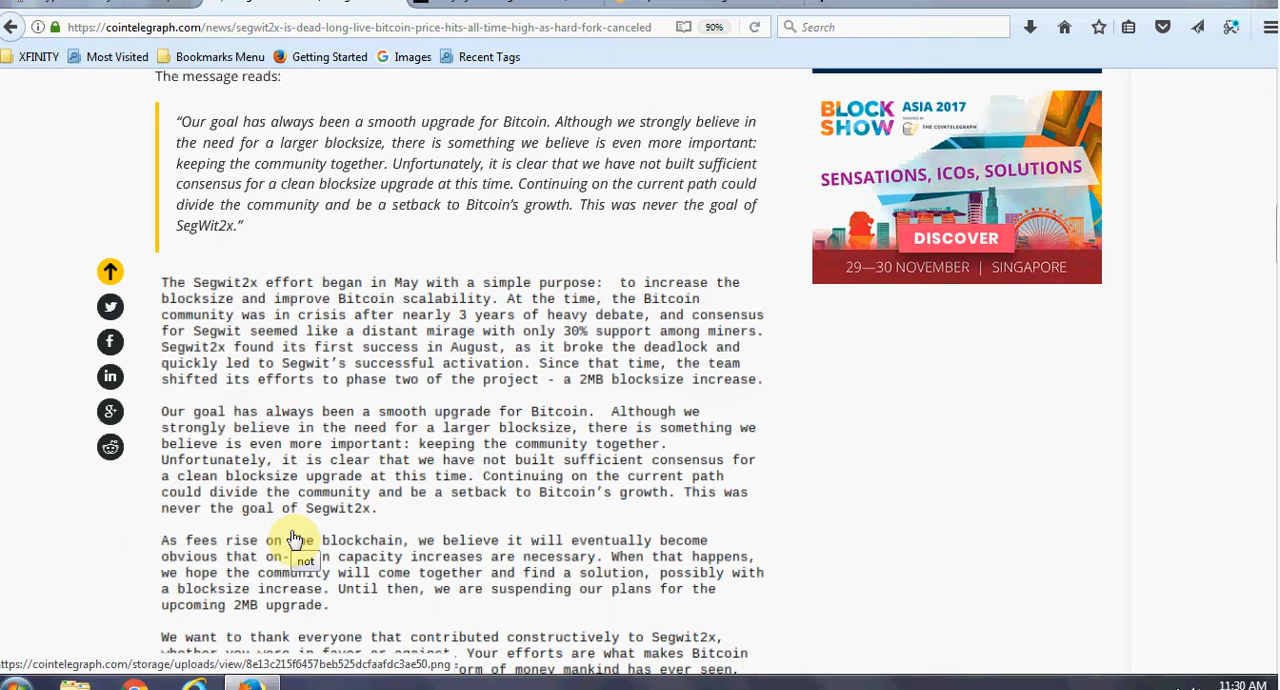 https://cointelegraph.com/news/segwit2x-is-dead-long-live-bitcoin-price-hits-all-time-high-as-hard-fork-canceled
90%
Search
XFINITY
Most Visited
Bookmarks Menu
Getting Started
Images
Recent Tags
The message reads:
“Our goal has always been a smooth upgrade for Bitcoin. Although we strongly believe in
the need for a larger blocksize, there is something we believe is even more important:
keeping the community together. Unfortunately, it is clear that we have not built sufficient
consensus for a clean blocksize upgrade at this time. Continuing on the current path could
divide the community and be a setback to Bitcoin’s growth. This was never the goal of
SegWit2x.”
BLOCK
SHOW
ASIA 2017
POWERED BY
THE COINTELEGRAPH
SENSATIONS, ICOs, SOLUTIONS
DISCOVER
29—30 NOVEMBER | SINGAPORE
The Segwit2x effort began in May with a simple purpose:  to increase the
blocksize and improve Bitcoin scalability. At the time, the Bitcoin
community was in crisis after nearly 3 years of heavy debate, and consensus
for Segwit seemed like a distant mirage with only 30% support among miners.
Segwit2x found its first success in August, as it broke the deadlock and
quickly led to Segwit’s successful activation. Since that time, the team
shifted its efforts to phase two of the project - a 2MB blocksize increase.
Our goal has always been a smooth upgrade for Bitcoin.  Although we
strongly believe in the need for a larger blocksize, there is something we
believe is even more important: keeping the community together.
Unfortunately, it is clear that we have not built sufficient consensus for
a clean blocksize upgrade at this time. Continuing on the current path
could divide the community and be a setback to Bitcoin’s growth. This was
never the goal of Segwit2x.
As fees rise on the blockchain, we believe it will eventually become
obvious that on- n capacity increases are necessary. When that happens,
not
we hope the community will come together and find a solution, possibly with
a blocksize increase. Until then, we are suspending our plans for the
upcoming 2MB upgrade.
We want to thank everyone that contributed constructively to Segwit2x,
whether you were in favor or against. Your efforts are what makes Bitcoin
form of money mankind has ever seen,
https://cointelegraph.com/storage/uploads/view/8e13c215f6457beb525dcfaafdc3ae50.png
11:30 AM